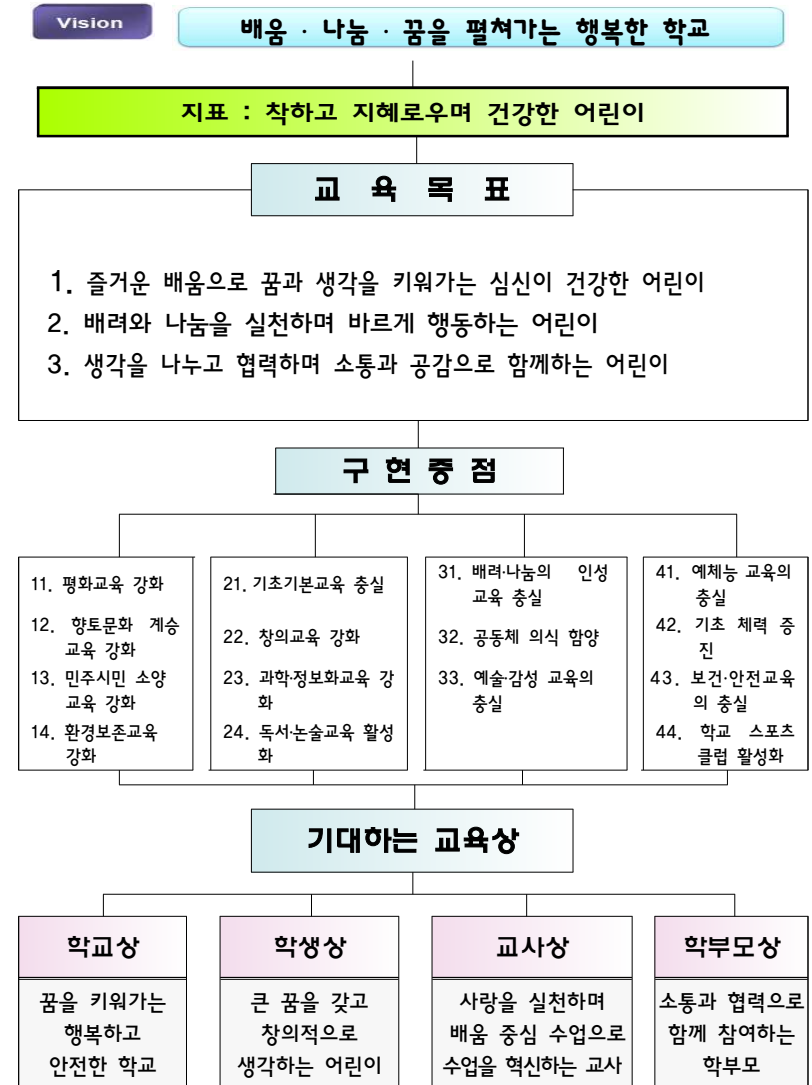 Vision
배움 · 나눔 · 꿈을 펼쳐가는 행복한 학교
지표 : 착하고 지혜로우며 건강한 어린이
교 육 목 표
1. 즐거운 배움으로 꿈과 생각을 키워가는 심신이 건강한 어린이
2. 배려와 나눔을 실천하며 바르게 행동하는 어린이
3. 생각을 나누고 협력하며 소통과 공감으로 함께하는 어린이
구 현 중 점
11. 평화교육 강화
12. 향토문화 계승
교육 강화
13. 민주시민 소양
교육 강화
14. 환경보존교육
강화
21. 기초기본교육 충실
22. 창의교육 강화
23. 과학·정보화교육 강
화
24. 독서·논술교육 활성
화
31. 배려·나눔의 인성
교육 충실
32. 공동체 의식 함양
33. 예술·감성 교육의
충실
41. 예체능 교육의
충실
42. 기초 체력 증
진
43. 보건·안전교육
의 충실
44. 학교 스포츠
클럽 활성화
기대하는 교육상
학교상
꿈을 키워가는
행복하고
안전한 학교
학생상
큰 꿈을 갖고
창의적으로
생각하는 어린이
교사상
사랑을 실천하며
배움 중심 수업으로
수업을 혁신하는 교사
학부모상
소통과 협력으로
함께 참여하는
학부모